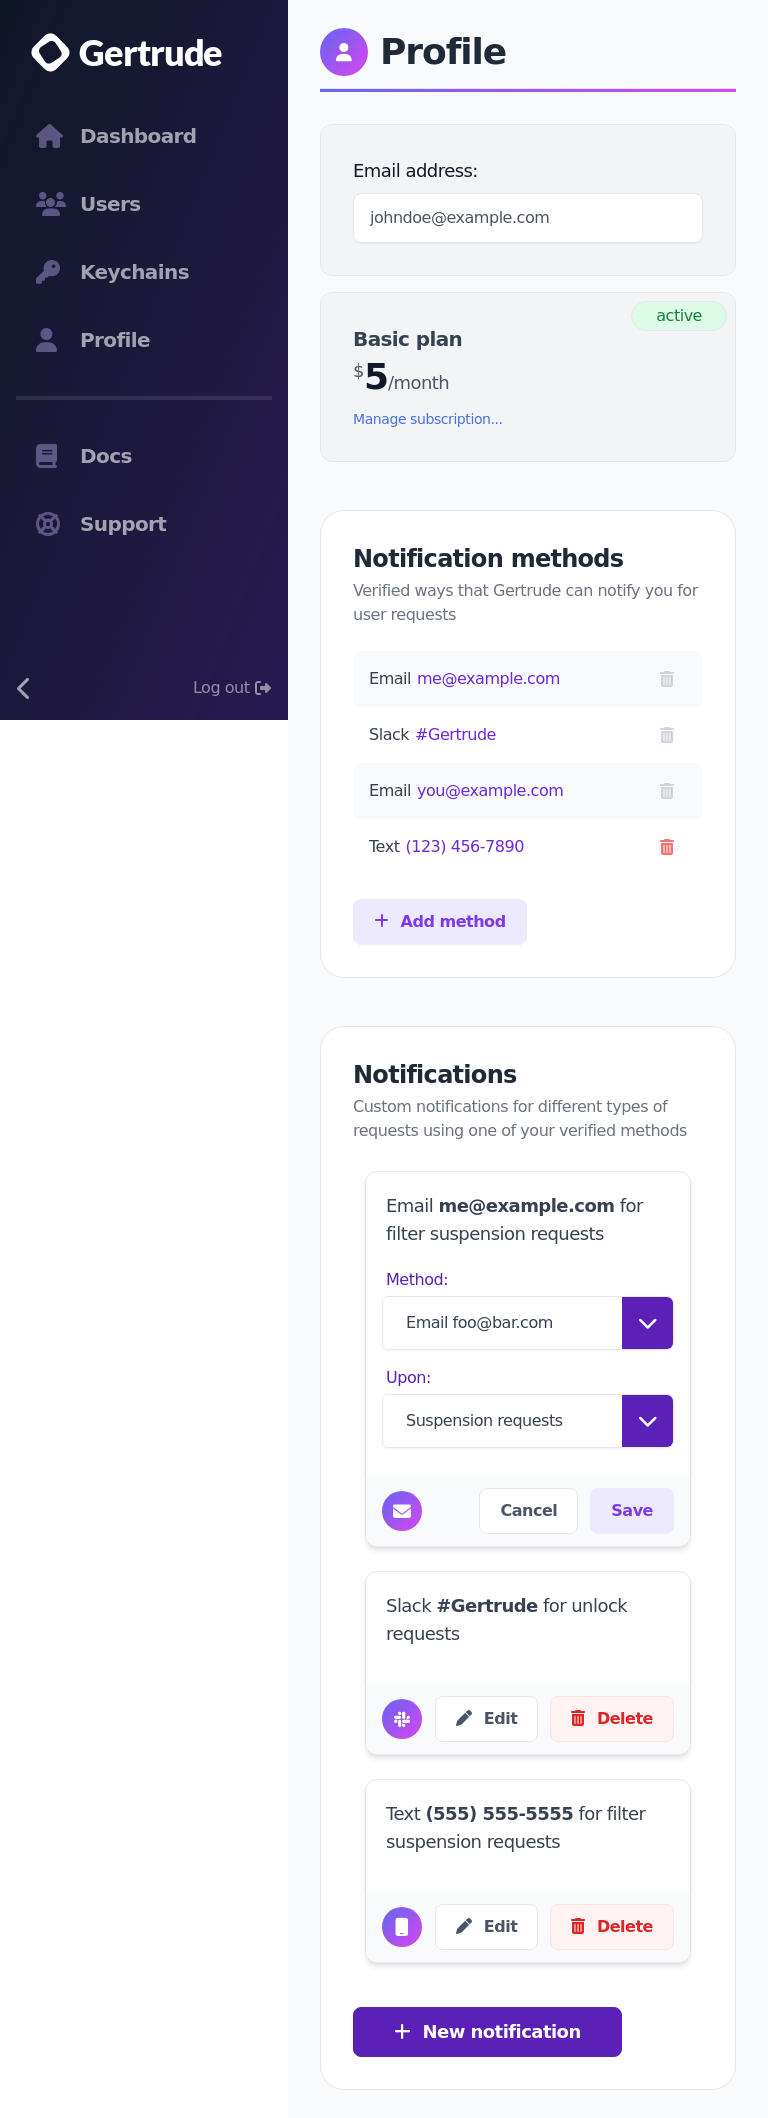 Gertrude
Dashboard
Users
Keychains
Profile
Docs
Support
Log out
Profile
Email address:
johndoe@example.com
active
Basic plan
$5/month
Manage subscription...
Notification methods
Verified ways that Gertrude can notify you for
user requests
Email me@example.com
Slack #Gertrude
Email you@example.com
Text (123) 456-7890
Add method
Notifications
Custom notifications for different types of
requests using one of your verified methods
Email me@example.com for
filter suspension requests
Method:
Email foo@bar.com
Upon:
Suspension requests
Cancel Save
Slack #Gertrude for unlock
requests
Edit Delete
Text (555) 555-5555 for filter
suspension requests
Edit Delete
New notification